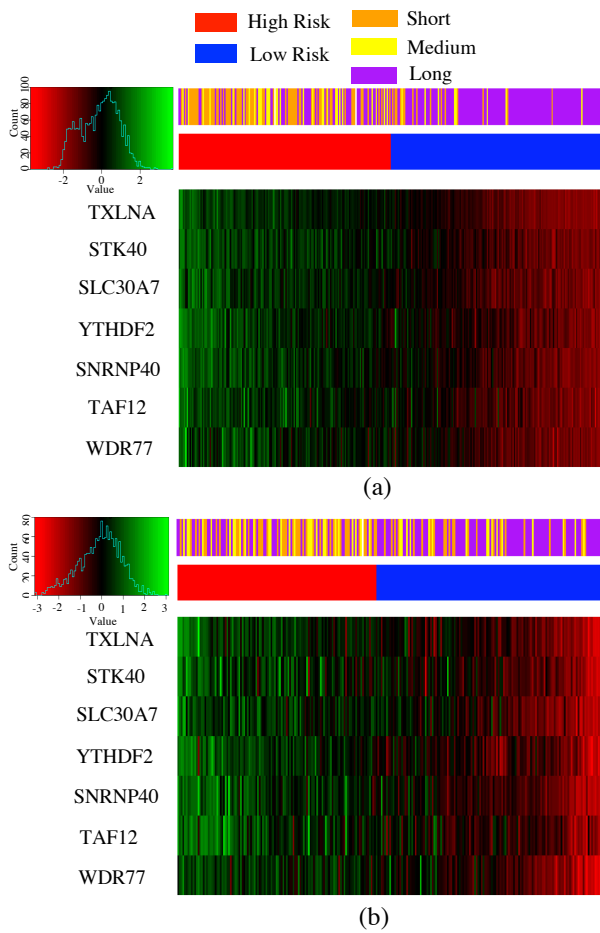 High Risk
Short
Low Risk
Medium
Long
Count
0 20 40 60 80 100
-2 0 2
Value
TXLNA
STK40
SLC30A7
YTHDF2
SNRNP40
TAF12
WDR77
(a)
Count
0 20 40 60 80
-3 -2 -1 0 1 2 3
Value
TXLNA
STK40
SLC30A7
YTHDF2
SNRNP40
TAF12
WDR77
(b)